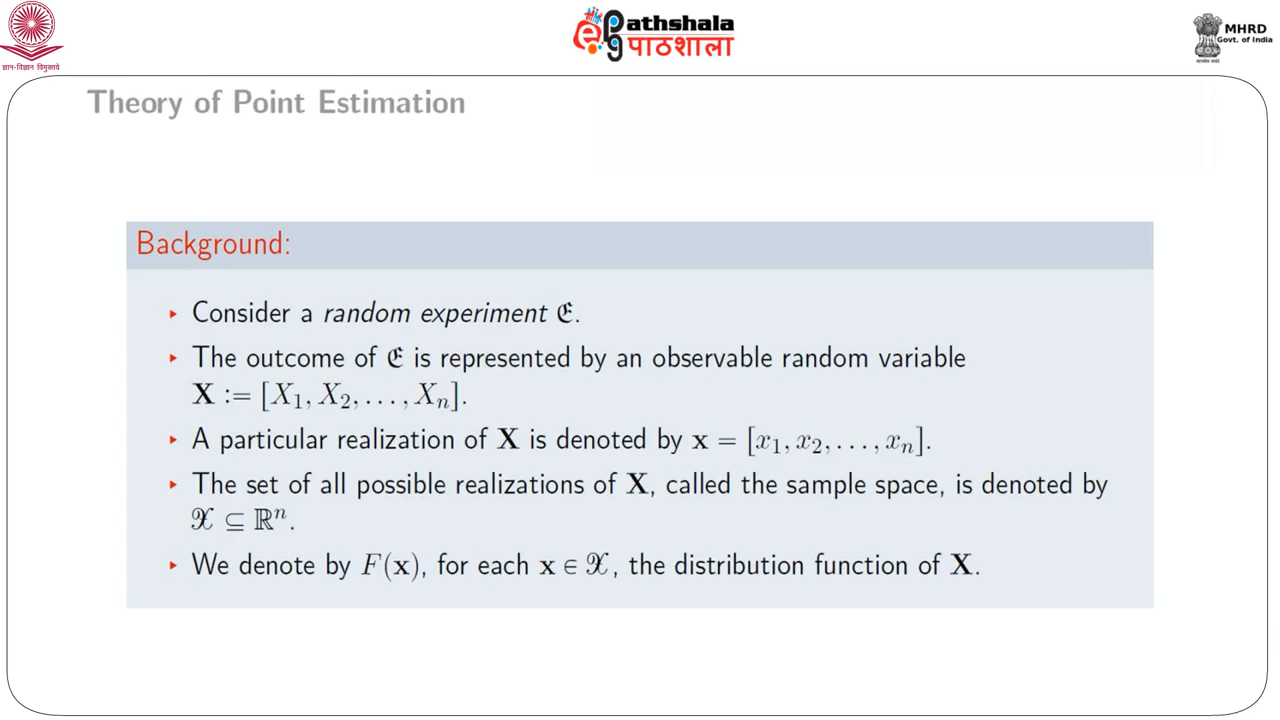 ज्ञान-विज्ञान विमुक्तये
e pg Pathshala
पाठशाला
MHRD
Govt. of India
Theory of Point Estimation
Background:
Consider a random experiment 𝕰.
The outcome of 𝕰 is represented by an observable random variable
𝐗 := [X₁, X₂, . . . , Xₙ].
A particular realization of 𝐗 is denoted by 𝐱 = [x₁, x₂, . . . , xₙ].
The set of all possible realizations of 𝐗, called the sample space, is denoted by
𝒳 ⊆ ℝⁿ.
We denote by F(𝐱), for each 𝐱 ∈ 𝒳, the distribution function of 𝐗.